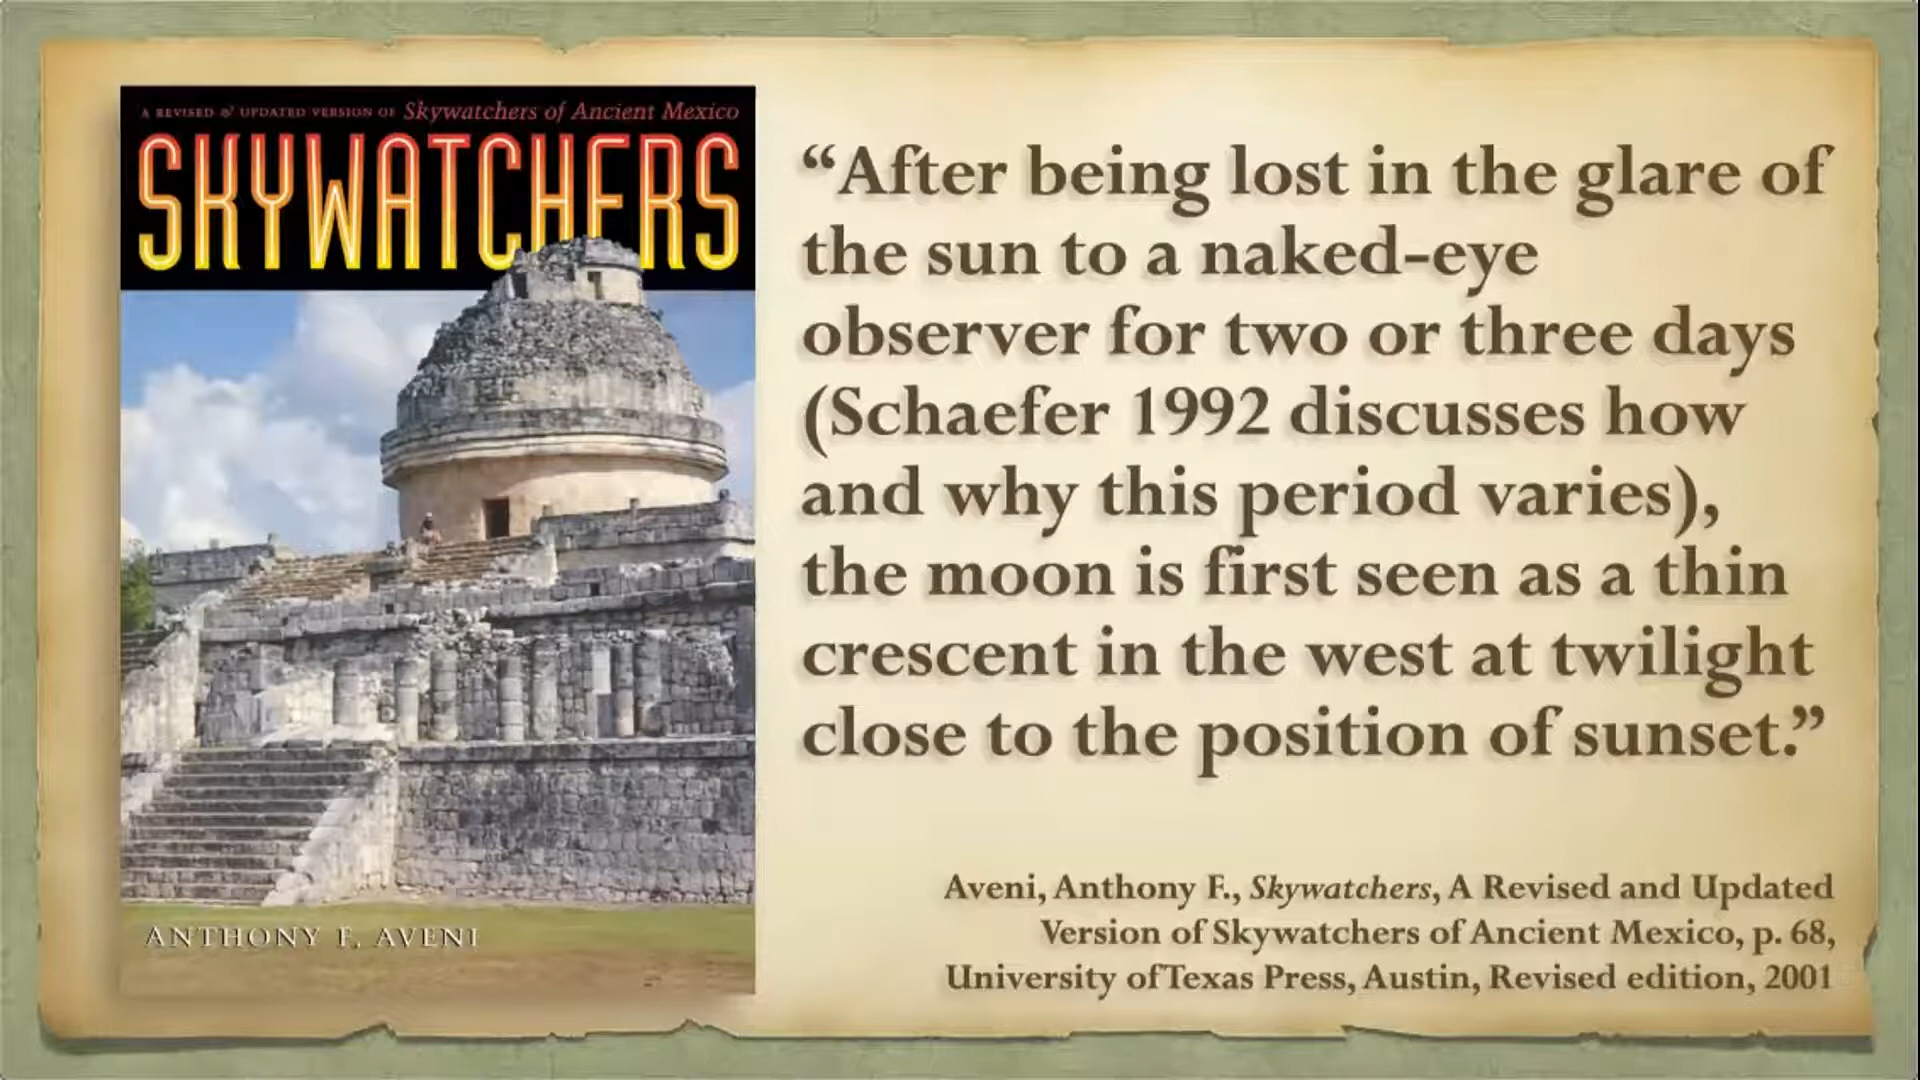 A REVISED & UPDATED VERSION OF Skywatchers of Ancient Mexico
SKYWATCHERS
ANTHONY F. AVENI
“After being lost in the glare of
the sun to a naked-eye
observer for two or three days
(Schaefer 1992 discusses how
and why this period varies),
the moon is first seen as a thin
crescent in the west at twilight
close to the position of sunset.”
Aveni, Anthony F., Skywatchers, A Revised and Updated
Version of Skywatchers of Ancient Mexico, p. 68,
University of Texas Press, Austin, Revised edition, 2001